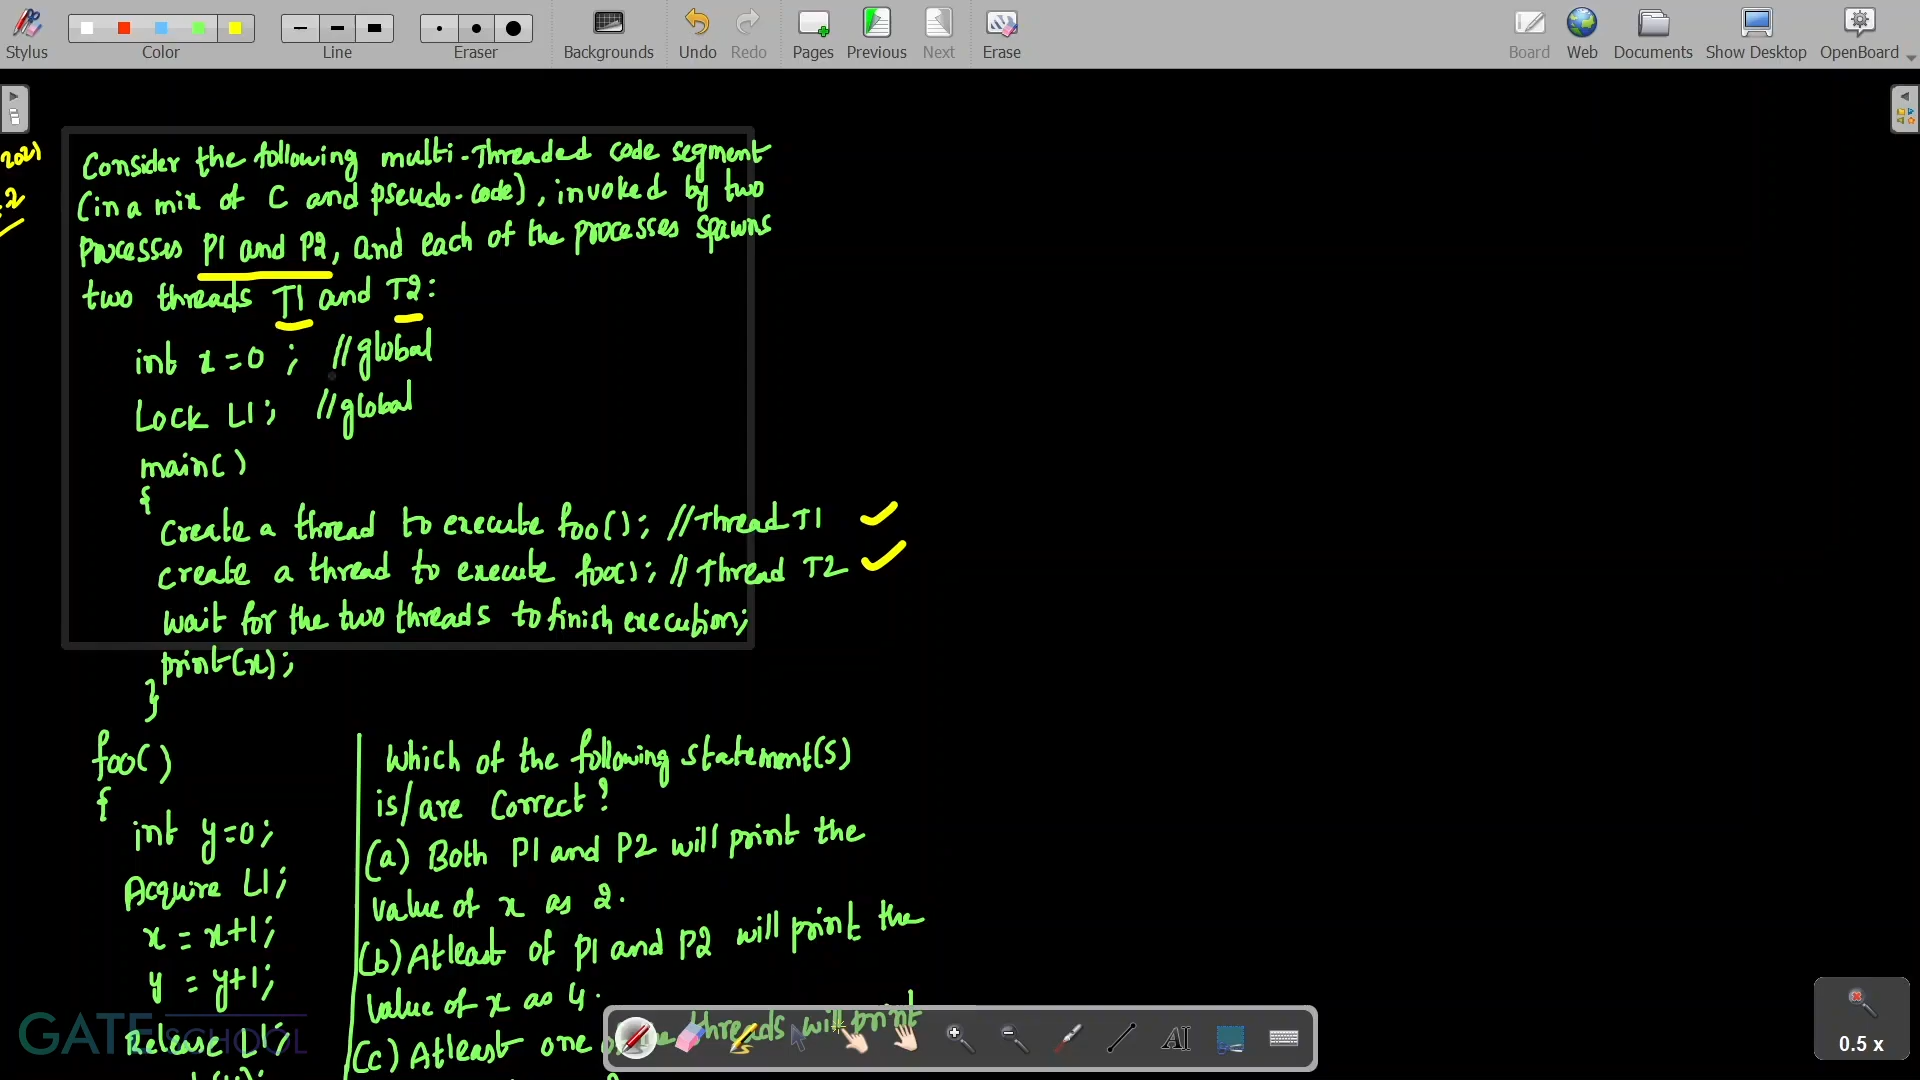 Stylus
Color
Line
Eraser
Backgrounds
Undo
Redo
Pages
Previous
Next
Erase
Board
Web
Documents
Show Desktop
OpenBoard
2021
Consider the following multi-Threaded code segment
(in a mix of C and pseudo-code), invoked by two
processes P1 and P2, and each of the processes spawns
two threads T1 and T2:
int x=0 ; //global
Lock L1; //global
main()
{
create a thread to execute foo(); //Thread T1
create a thread to execute foo(); // Thread T2
wait for the two threads to finish execution;
print(x);
}
foo()
{
int y=0;
Acquire L1;
x = x+1;
y = y+1;
Release L1;
Which of the following statement(s)
is/are Correct?
(a) Both P1 and P2 will print the
value of x as 2.
(b) Atleast of P1 and P2 will print the
value of x as 4.
(c) Atleast one threads will print
GATE SCHOOL
AI
0.5 x